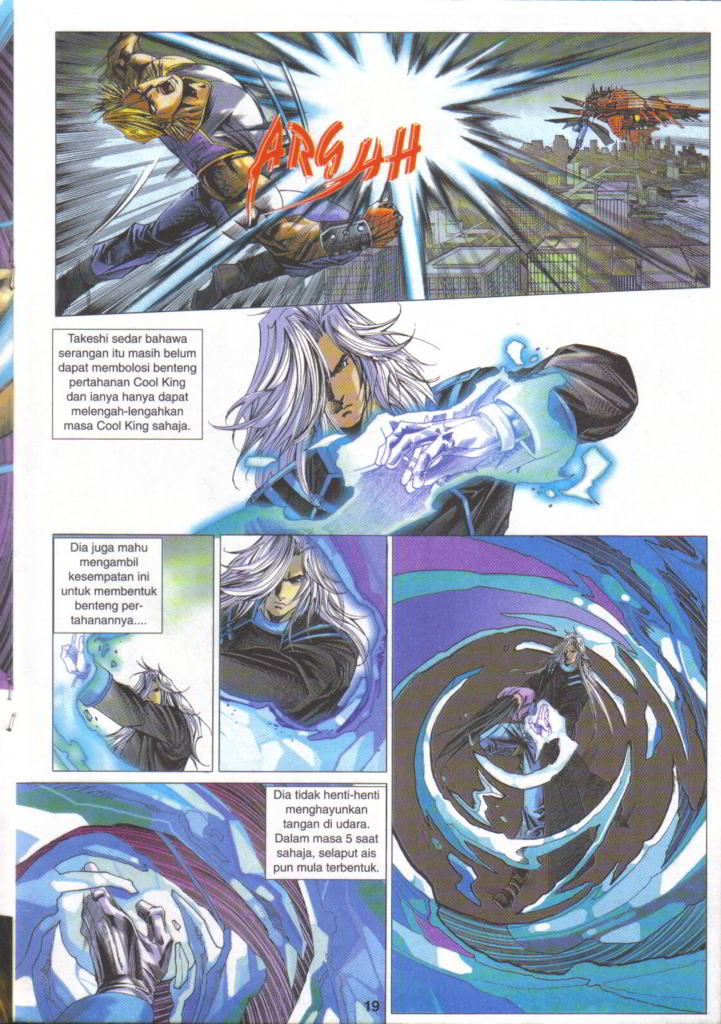 ARGHH
Takeshi sedar bahawa
serangan itu masih belum
dapat membolosi benteng
pertahanan Cool King
dan ianya hanya dapat
melengah-lengahkan
masa Cool King sahaja.
Dia juga mahu
mengambil
kesempatan ini
untuk membentuk
benteng per-
tahanannya....
Dia tidak henti-henti
menghayunkan
tangan di udara.
Dalam masa 5 saat
sahaja, selaput ais
pun mula terbentuk.
19